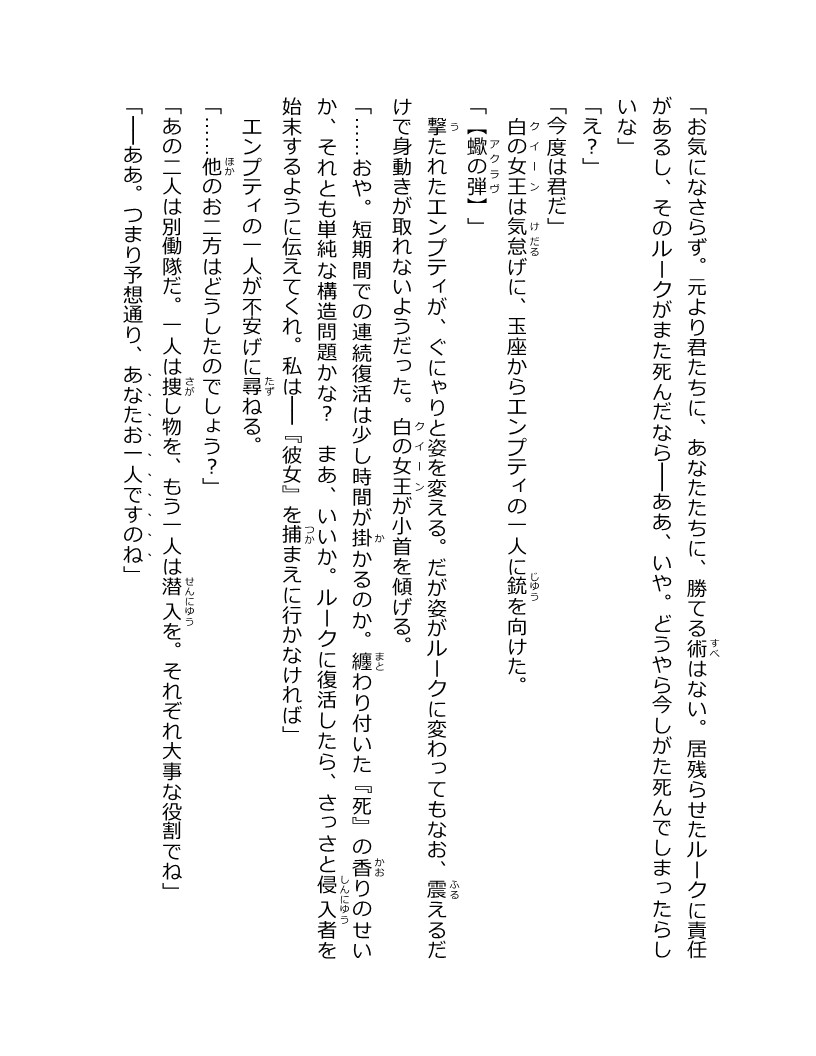 「お気になさらず。元より君たちに、あなたたちに、勝てる術はない。居残らせたルークに責任
があるし、そのルークがまた死んだなら――ああ、いや。どうやら今しがた死んでしまったらし
いな」
「え？」
「今度は君だ」
　白の女王は気怠げに、玉座からエンプティの一人に銃を向けた。
「【蠍の弾】」
　撃たれたエンプティが、ぐにゃりと姿を変える。だが姿がルークに変わってもなお、震えるだ
けで身動きが取れないようだった。白の女王が小首を傾げる。
「……おや。短期間での連続復活は少し時間が掛かるのか。纏わり付いた『死』の香りのせい
か、それとも単純な構造問題かな？　まあ、いいか。ルークに復活したら、さっさと侵入者を
始末するように伝えてくれ。私は――『彼女』を捕まえに行かなければ」
　エンプティの一人が不安げに尋ねる。
「……他のお二方はどうしたのでしょう？」
「あの二人は別働隊だ。一人は捜し物を、もう一人は潜入を。それぞれ大事な役割でね」
「――ああ。つまり予想通り、あなたお一人ですのね」